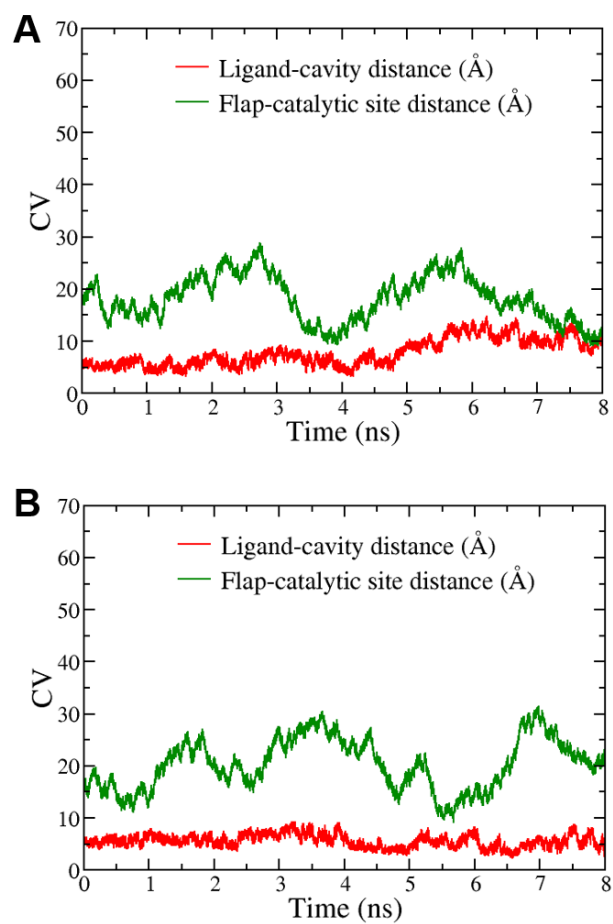 A
70
60
50
40
30
20
10
0
CV
Ligand-cavity distance (Å)
Flap-catalytic site distance (Å)
0 1 2 3 4 5 6 7 8
Time (ns)
B
70
60
50
40
30
20
10
0
CV
Ligand-cavity distance (Å)
Flap-catalytic site distance (Å)
0 1 2 3 4 5 6 7 8
Time (ns)